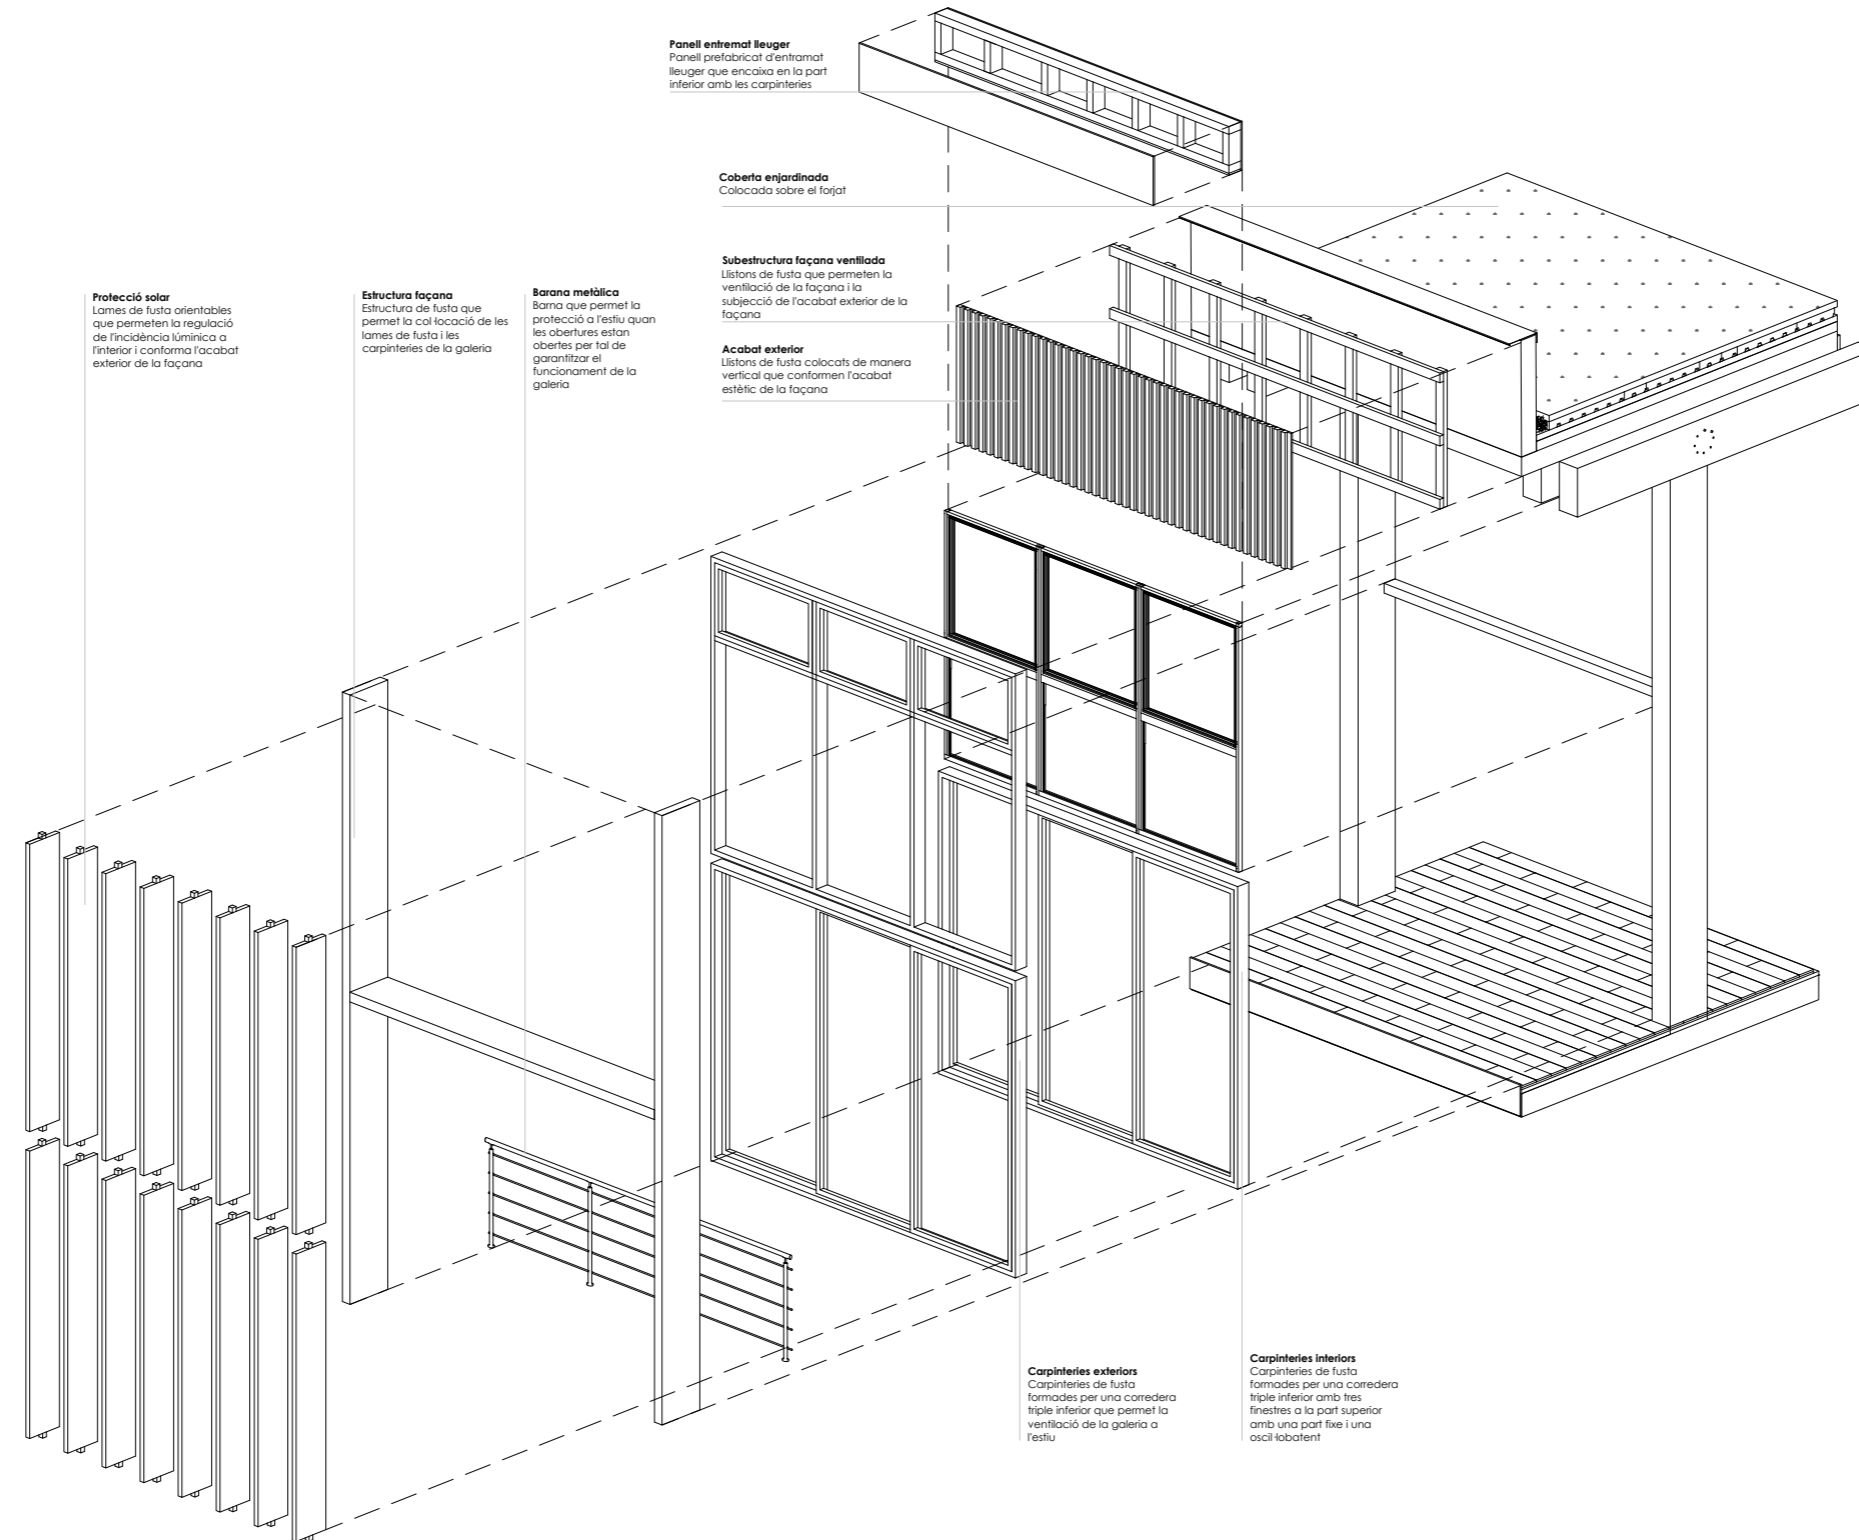 Panell entremat lleuger
Panell prefabricat d'entramat
lleuger que encaixa en la part
inferior amb les carpinteries
Coberta enjardinada
Colocada sobre el forjat
Subestructura façana ventilada
Llistons de fusta que permeten la
ventilació de la façana i la
subjecció de l'acabat exterior de la
façana
Acabat exterior
Llistons de fusta colocats de manera
vertical que conformen l'acabat
estètic de la façana
Protecció solar
Lames de fusta orientables
que permeten la regulació
de l'incidència lúminica a
l'interior i conforma l'acabat
exterior de la façana
Estructura façana
Estructura de fusta que
permet la col·locació de les
lames de fusta i les
carpinteries de la galeria
Barana metàlica
Barna que permet la
protecció a l'estiu quan
les obertures estan
obertes per tal de
garantitzar el
funcionament de la
galeria
Carpinteries exteriors
Carpinteries de fusta
formades per una corredera
triple inferior que permet la
ventilació de la galeria a
l'estiu
Carpinteries interiors
Carpinteries de fusta
formades per una corredera
triple inferior amb tres
finestres a la part superior
amb una part fixe i una
oscil·lobatent